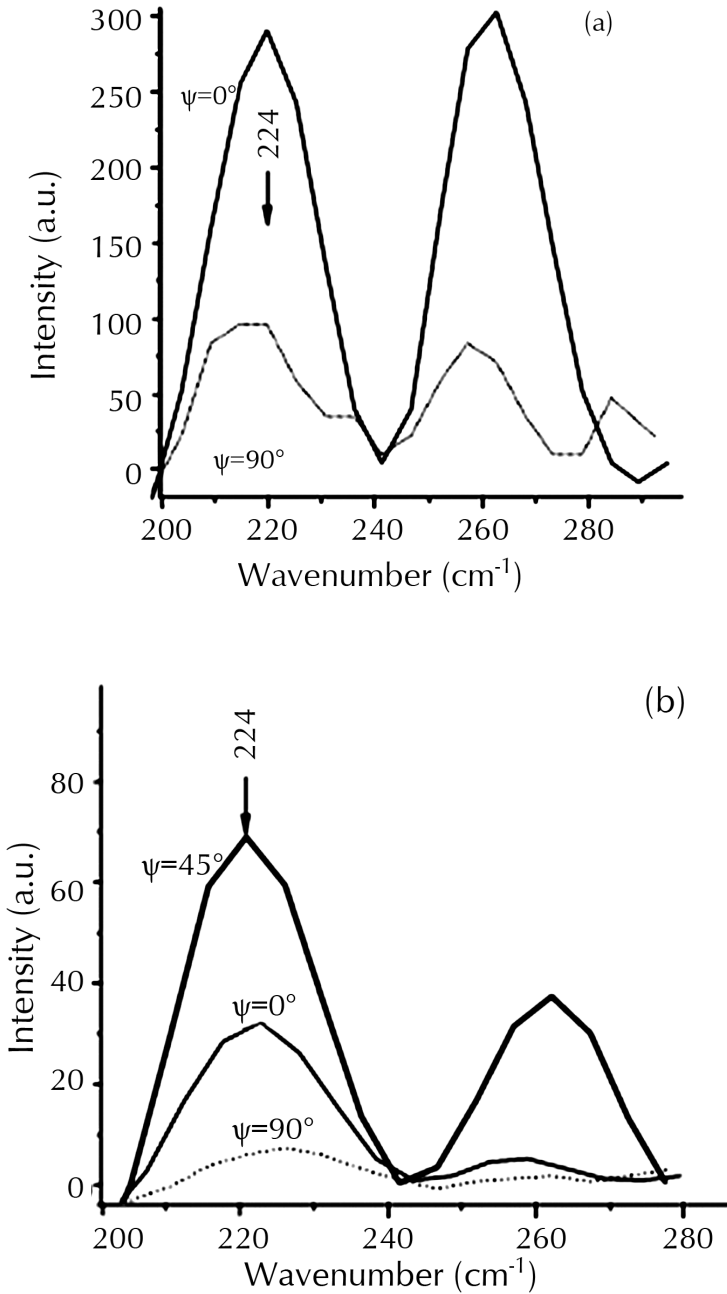 (a)
300
250
200
150
100
50
0
Intensity (a.u.)
ψ=0°
224
ψ=90°
200 220 240 260 280
Wavenumber (cm-1)
(b)
80
60
40
20
0
Intensity (a.u.)
224
ψ=45°
ψ=0°
ψ=90°
200 220 240 260 280
Wavenumber (cm-1)